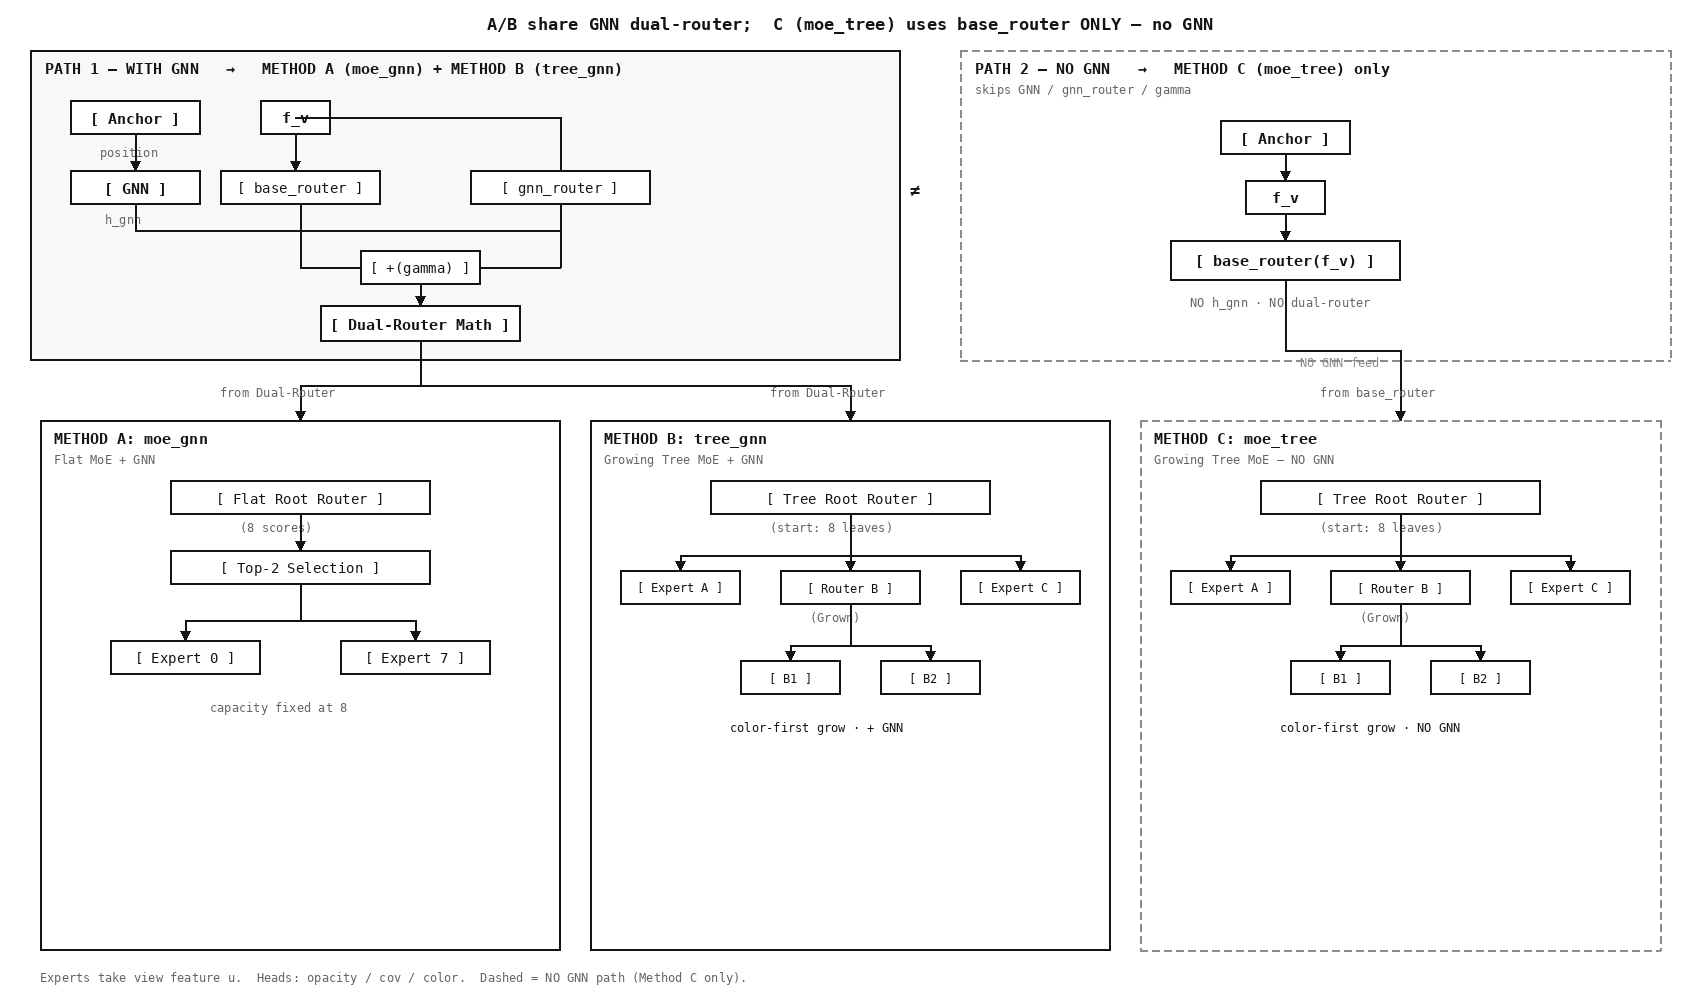 A/B share GNN dual-router;  C (moe_tree) uses base_router ONLY — no GNN
PATH 1 — WITH GNN   →   METHOD A (moe_gnn) + METHOD B (tree_gnn)
[ Anchor ]
f_v
position
[ GNN ]
[ base_router ]
[ gnn_router ]
h_gnn
[ +(gamma) ]
[ Dual-Router Math ]
≠
PATH 2 — NO GNN   →   METHOD C (moe_tree) only
skips GNN / gnn_router / gamma
[ Anchor ]
f_v
[ base_router(f_v) ]
NO h_gnn · NO dual-router
NO GNN feed
from Dual-Router
from Dual-Router
from base_router
METHOD A: moe_gnn
Flat MoE + GNN
[ Flat Root Router ]
(8 scores)
[ Top-2 Selection ]
[ Expert 0 ]
[ Expert 7 ]
capacity fixed at 8
METHOD B: tree_gnn
Growing Tree MoE + GNN
[ Tree Root Router ]
(start: 8 leaves)
[ Expert A ]
[ Router B ]
[ Expert C ]
(Grown)
[ B1 ]
[ B2 ]
color-first grow · + GNN
METHOD C: moe_tree
Growing Tree MoE — NO GNN
[ Tree Root Router ]
(start: 8 leaves)
[ Expert A ]
[ Router B ]
[ Expert C ]
(Grown)
[ B1 ]
[ B2 ]
color-first grow · NO GNN
Experts take view feature u.  Heads: opacity / cov / color.  Dashed = NO GNN path (Method C only).